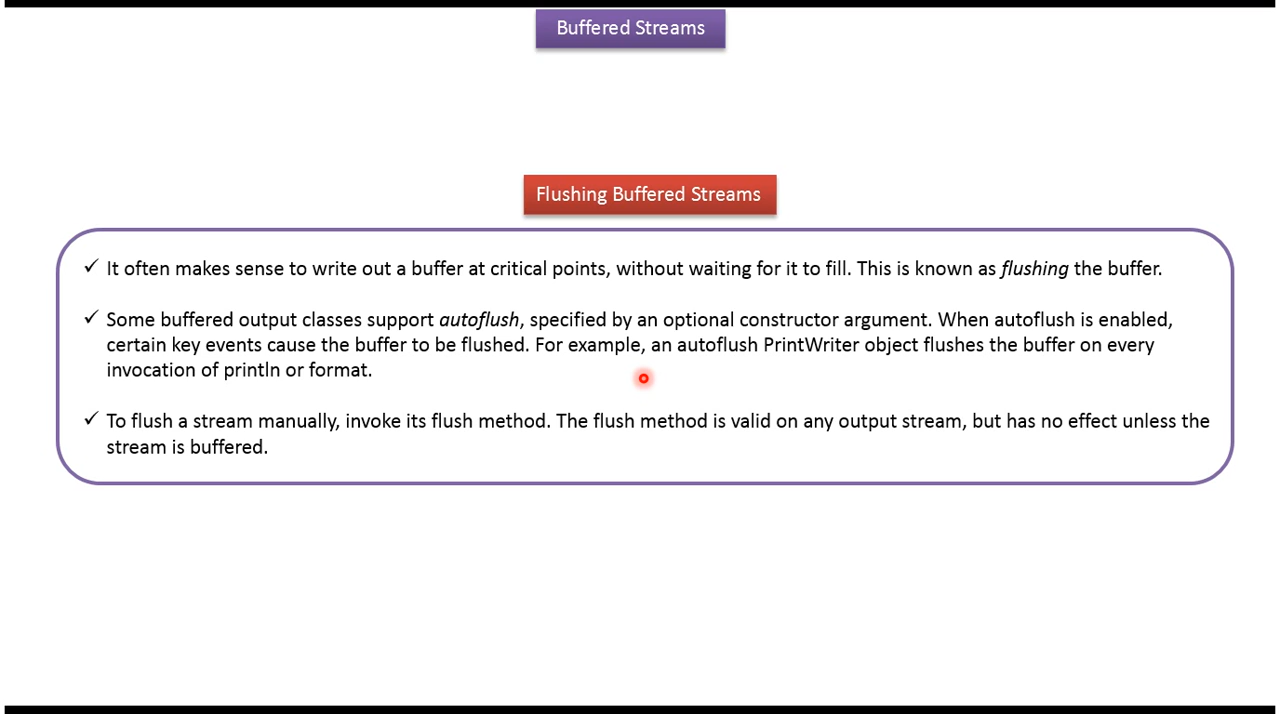 Buffered Streams
Flushing Buffered Streams
✓ It often makes sense to write out a buffer at critical points, without waiting for it to fill. This is known as flushing the buffer.
✓ Some buffered output classes support autoflush, specified by an optional constructor argument. When autoflush is enabled,
certain key events cause the buffer to be flushed. For example, an autoflush PrintWriter object flushes the buffer on every
invocation of println or format.
✓ To flush a stream manually, invoke its flush method. The flush method is valid on any output stream, but has no effect unless the
stream is buffered.